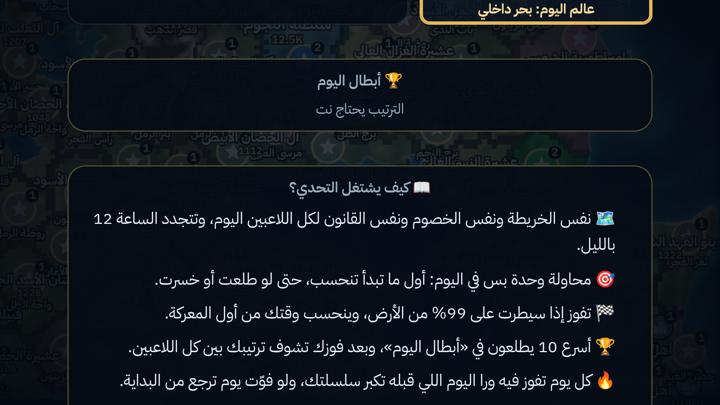 عالم اليوم: بحر داخلي
🏆 أبطال اليوم
الترتيب يحتاج نت
📖 كيف يشتغل التحدي؟
🗺️ نفس الخريطة ونفس الخصوم ونفس القانون لكل اللاعبين اليوم، وتتجدد الساعة 12
بالليل.
🎯 محاولة وحدة بس في اليوم: أول ما تبدأ تنحسب، حتى لو طلعت أو خسرت.
🏁 تفوز إذا سيطرت على 99% من الأرض، وينحسب وقتك من أول المعركة.
🏆 أسرع 10 يطلعون في «أبطال اليوم»، وبعد فوزك تشوف ترتيبك بين كل اللاعبين.
🔥 كل يوم تفوز فيه ورا اليوم اللي قبله تكبر سلسلتك، ولو فوّت يوم ترجع من البداية.